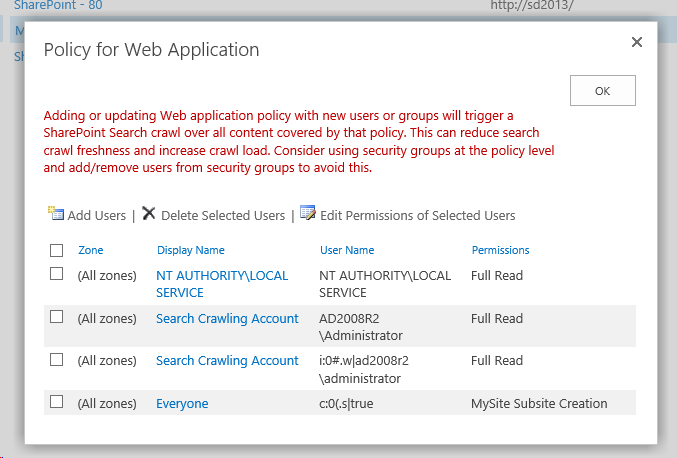 SharePoint - 80 http://sd2013/
M
Sh
Policy for Web Application
OK
Adding or updating Web application policy with new users or groups will trigger a
SharePoint Search crawl over all content covered by that policy. This can reduce search
crawl freshness and increase crawl load. Consider using security groups at the policy level
and add/remove users from security groups to avoid this.
Add Users | Delete Selected Users | Edit Permissions of Selected Users
Zone Display Name User Name Permissions
(All zones) NT AUTHORITY\LOCAL NT AUTHORITY\LOCAL Full Read
SERVICE SERVICE
(All zones) Search Crawling Account AD2008R2 Full Read
\Administrator
(All zones) Search Crawling Account i:0#.w|ad2008r2 Full Read
\administrator
(All zones) Everyone c:0(.s|true MySite Subsite Creation